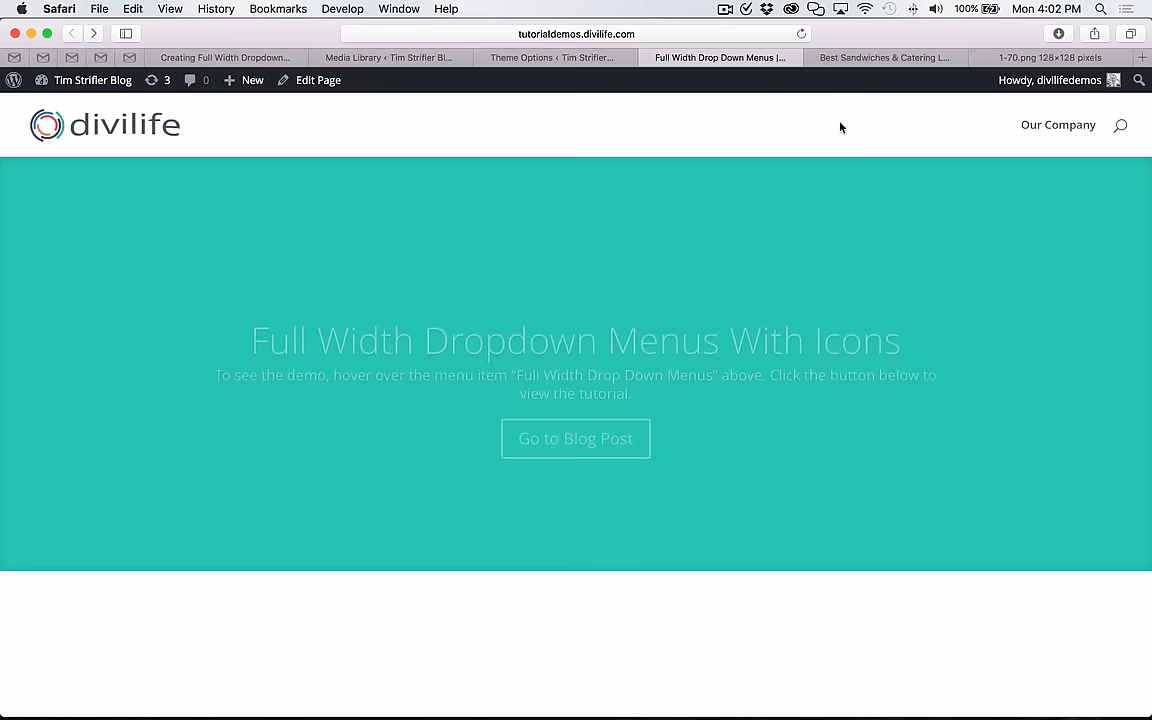 Safari File Edit View History Bookmarks Develop Window Help 100% Mon 4:02 PM
tutorialdemos.divilife.com
Creating Full Width Dropdown... Media Library ‹ Tim Strifler Bl... Theme Options ‹ Tim Strifler... Full Width Drop Down Menus |... Best Sandwiches & Catering L... 1-70.png 128×128 pixels
Tim Strifler Blog 3 0 New Edit Page Howdy, divilifedemos
divilife Our Company
Full Width Dropdown Menus With Icons
To see the demo, hover over the menu item “Full Width Drop Down Menus” above. Click the button below to
view the tutorial.
Go to Blog Post